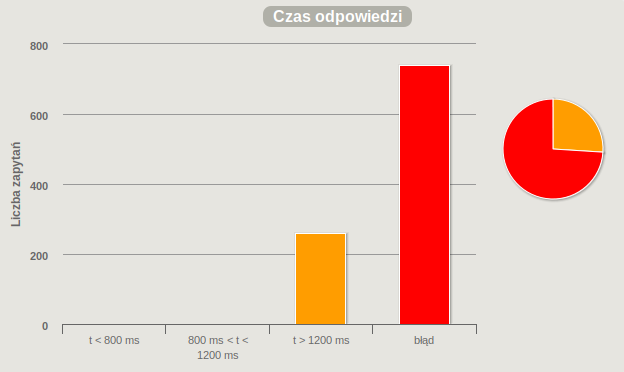 Czas odpowiedzi
800
600
400
200
0
Liczba zapytań
t < 800 ms
800 ms < t <
1200 ms
t > 1200 ms
błąd